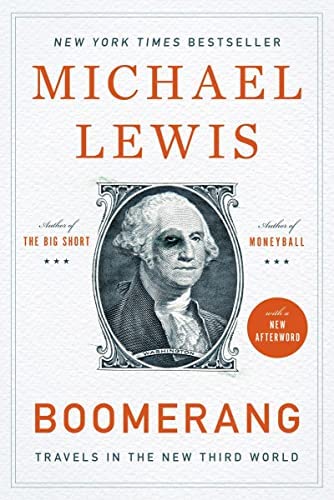 NEW YORK TIMES BESTSELLER
MICHAEL
LEWIS
Author of
THE BIG SHORT
★★★
Author of
MONEYBALL
★★★
WASHINGTON
with a
NEW
AFTERWORD
BOOMERANG
TRAVELS IN THE NEW THIRD WORLD